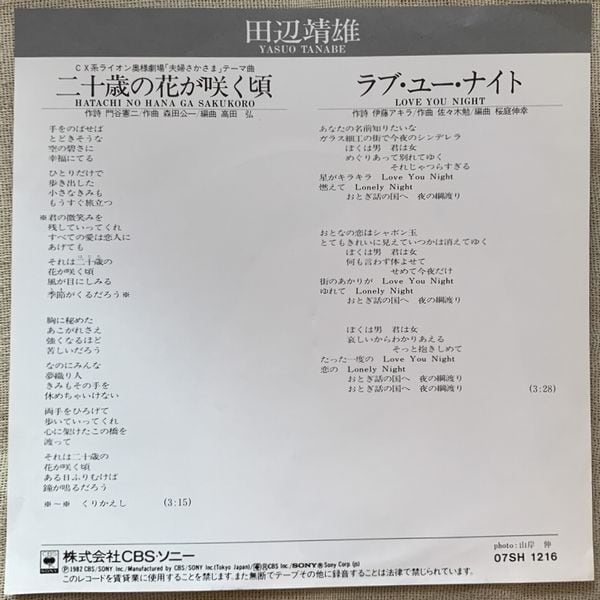 田辺靖雄
YASUO TANABE
CX系ライオン奥様劇場「夫婦さかさま」テーマ曲
二十歳の花が咲く頃
HATACHI NO HANA GA SAKUKORO
作詩 門谷憲二/作曲 森田公一/編曲 高田 弘
手をのばせば
とどきそうな
空の碧さに
幸福にてる
ひとりだけで
歩き出した
小さなきみも
もうすぐ旅立つ
※君の微笑みを
残していってくれ
すべての愛は恋人に
あげても
それは二十歳の
花が咲く頃
風が目にしみる
季節がくるだろう※
胸に秘めた
あこがれさえ
強くなるほど
苦しいだろう
なのにみんな
夢織り人
きみもその手を
休めちゃいけない
両手をひろげて
歩いていってくれ
心に架けたこの橋を
渡って
それは二十歳の
花が咲く頃
ある日ふりむけば
鐘が鳴るだろう
※〜※ くりかえし (3:15)
ラブ・ユー・ナイト
LOVE YOU NIGHT
作詩 伊藤アキラ/作曲 佐々木勉/編曲 桜庭伸幸
あなたの名前知りたいな
ガラス細工の街で今夜のシンデレラ
ぼくは男 君は女
めぐりあって別れてゆく
それじゃつらすぎる
星がキラキラ Love You Night
燃えて Lonely Night
おとぎ話の国へ 夜の綱渡り
おとなの恋はシャボン玉
とてもきれいに見えていつかは消えてゆく
ぼくは男 君は女
何も言わず休よせて
せめて今夜だけ
街のあかりが Love You Night
ゆれて Lonely Night
おとぎ話の国へ 夜の綱渡り
ぼくは男 君は女
哀しいからわかりあえる
そっと抱きしめて
たった一度の Love You Night
恋の Lonely Night
おとぎ話の国へ 夜の綱渡り
おとぎ話の国へ 夜の綱渡り (3:28)
photo:山岸 伸
株式会社CBS・ソニー
07SH 1216
Ⓟ1982 CBS/SONY Inc./Manufactured by CBS/SONY Inc.(Tokyo Japan)/ CBS Inc./SONY® Sony Corp.(js)
このレコードを賃貸業に使用することを禁じます。また無断でテープその他に録音することは法律で禁じられています。